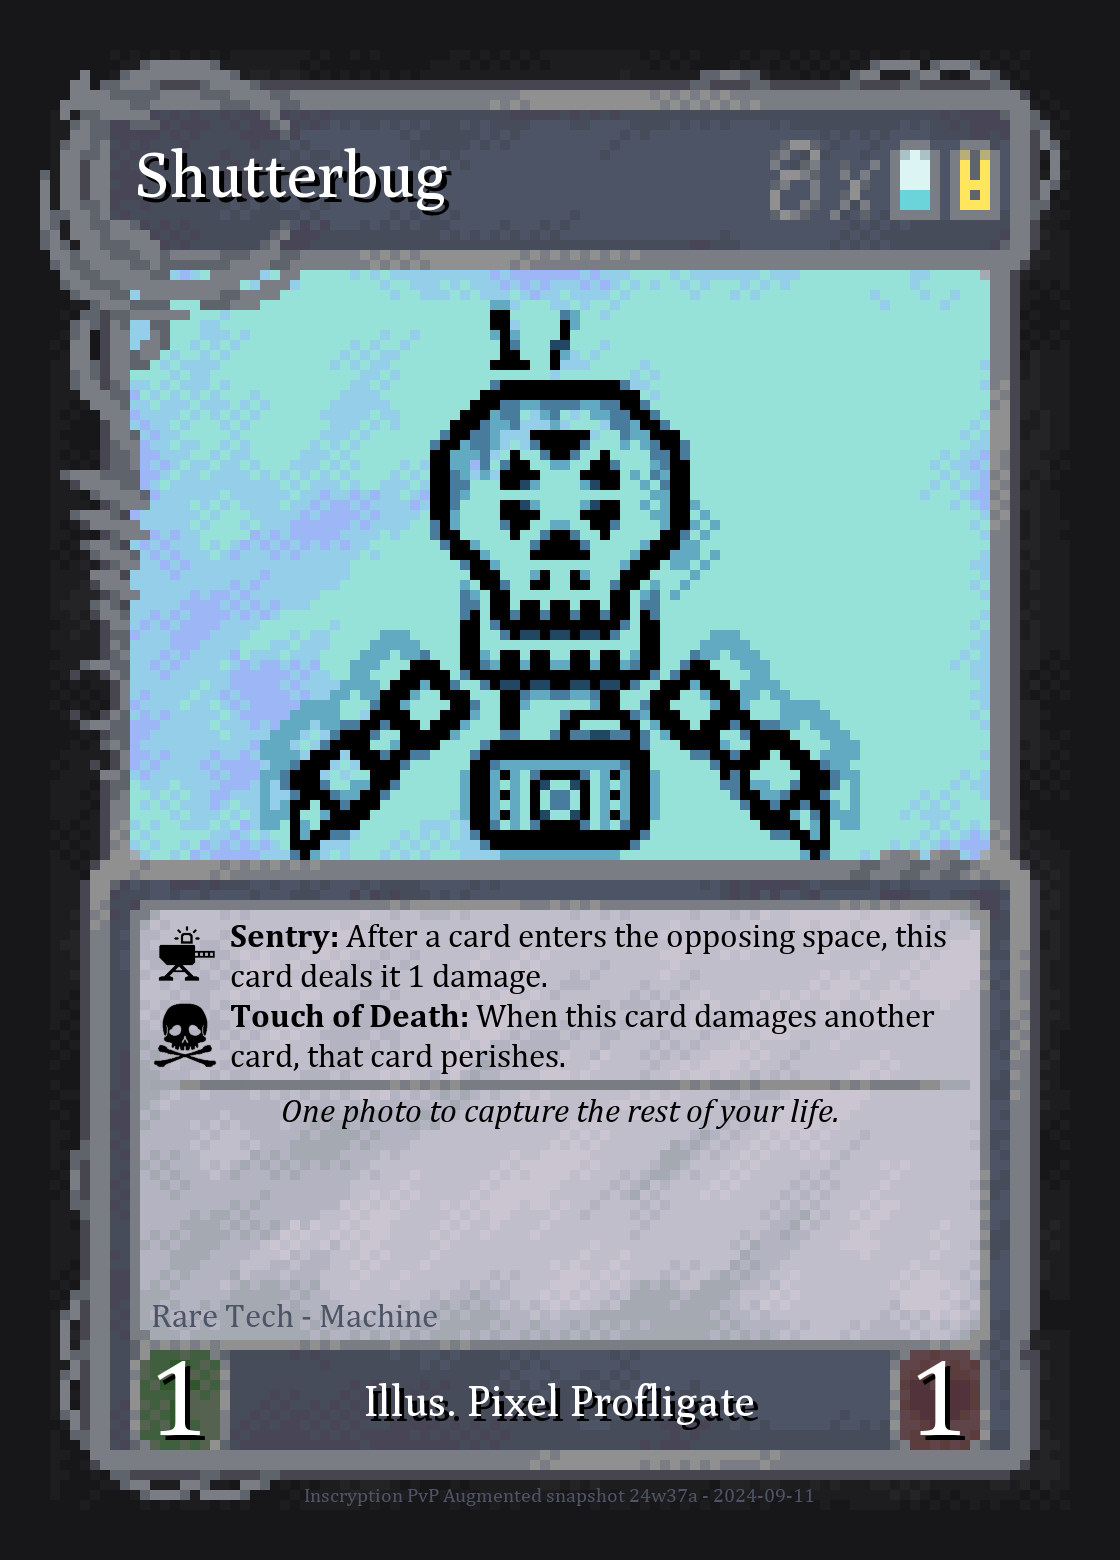 Shutterbug 8x
Sentry: After a card enters the opposing space, this
card deals it 1 damage.
Touch of Death: When this card damages another
card, that card perishes.
One photo to capture the rest of your life.
Rare Tech - Machine
1 Illus. Pixel Profligate 1
Inscryption PvP Augmented snapshot 24w37a - 2024-09-11